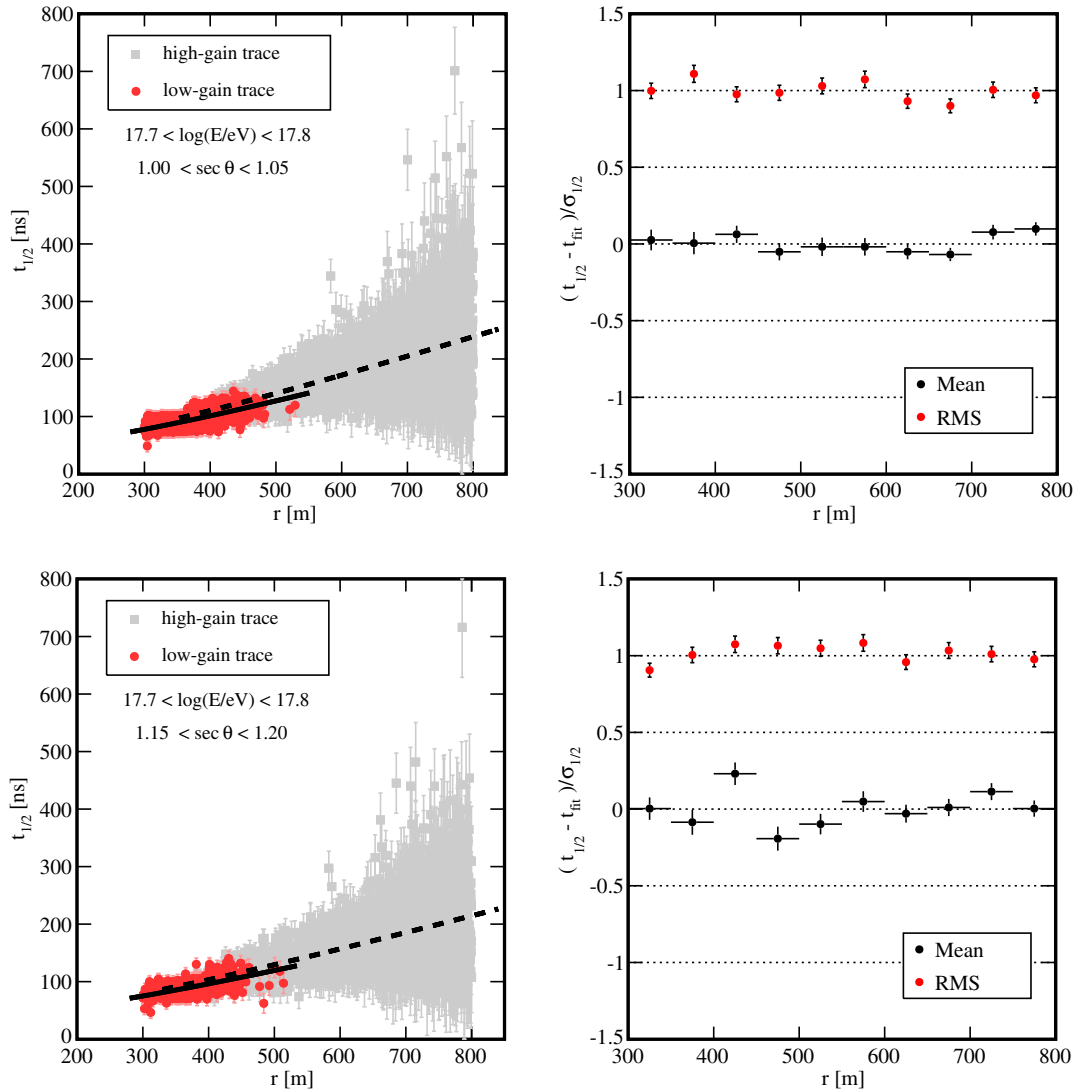 800
700
600
500
400
300
200
100
0
t1/2 [ns]
high-gain trace
low-gain trace
17.7 < log(E/eV) < 17.8
1.00 < sec θ < 1.05
200 300 400 500 600 700 800
r [m]
1.5
1
0.5
0
-0.5
-1
-1.5
( t1/2 - tfit )/σ1/2
Mean
RMS
300 400 500 600 700 800
r [m]
800
700
600
500
400
300
200
100
0
t1/2 [ns]
high-gain trace
low-gain trace
17.7 < log(E/eV) < 17.8
1.15 < sec θ < 1.20
200 300 400 500 600 700 800
r [m]
1.5
1
0.5
0
-0.5
-1
-1.5
( t1/2 - tfit )/σ1/2
Mean
RMS
300 400 500 600 700 800
r [m]